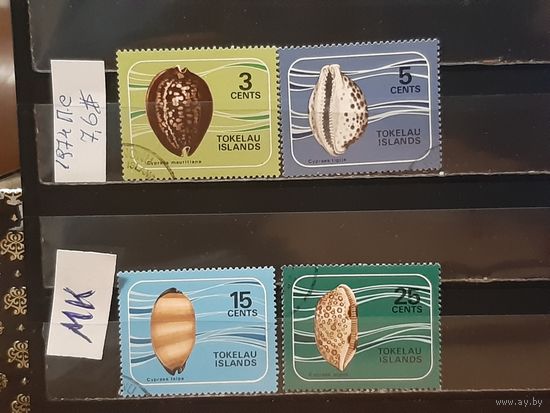 1974 П.С
7,6#
3
CENTS
TOKELAU
ISLANDS
Cypraea mauritiana
5
CENTS
TOKELAU
ISLANDS
Cypraea tigris
МК
15
CENTS
TOKELAU
ISLANDS
Cypraea talpa
25
CENTS
TOKELAU
ISLANDS
Cypraea
www.ay.by